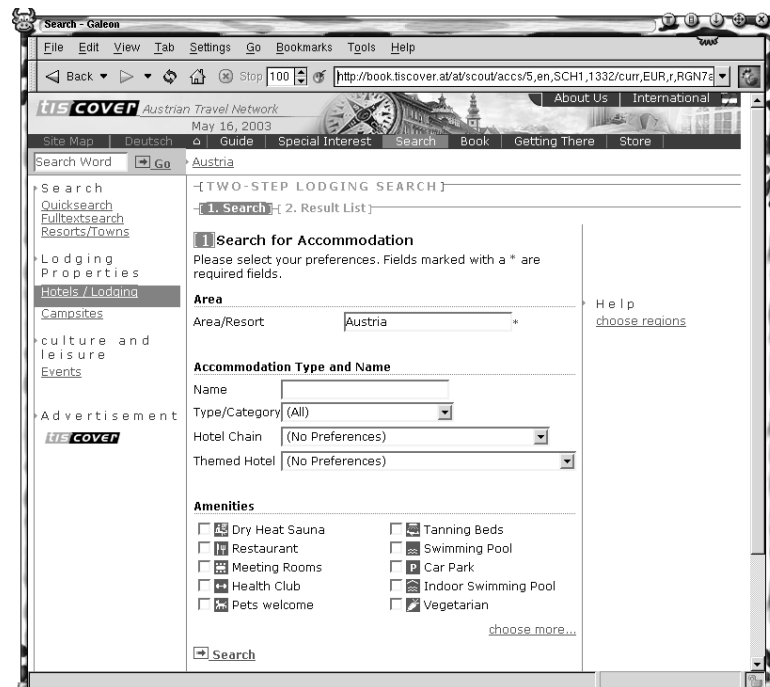 Search - Galeon
File Edit View Tab Settings Go Bookmarks Tools Help
Back Stop 100 http://book.tiscover.at/at/scout/accs/5,en,SCH1,1332/curr,EUR,r,RGN7
tiscover Austrian Travel Network About Us International
May 16, 2003
Site Map Deutsch Guide Special Interest Search Book Getting There Store
Search Word Go Austria
Search
Quicksearch
Fulltextsearch
Resorts/Towns
Lodging Properties
Hotels / Lodging
Campsites
culture and leisure
Events
Advertisement
tiscover
TWO-STEP LODGING SEARCH
1. Search 2. Result List
1 Search for Accommodation
Please select your preferences. Fields marked with a * are
required fields.
Area
Area/Resort Austria *
Accommodation Type and Name
Name
Type/Category (All)
Hotel Chain (No Preferences)
Themed Hotel (No Preferences)
Amenities
Dry Heat Sauna Tanning Beds
Restaurant Swimming Pool
Meeting Rooms P Car Park
Health Club Indoor Swimming Pool
Pets welcome Vegetarian
choose more...
Search
Help
choose regions